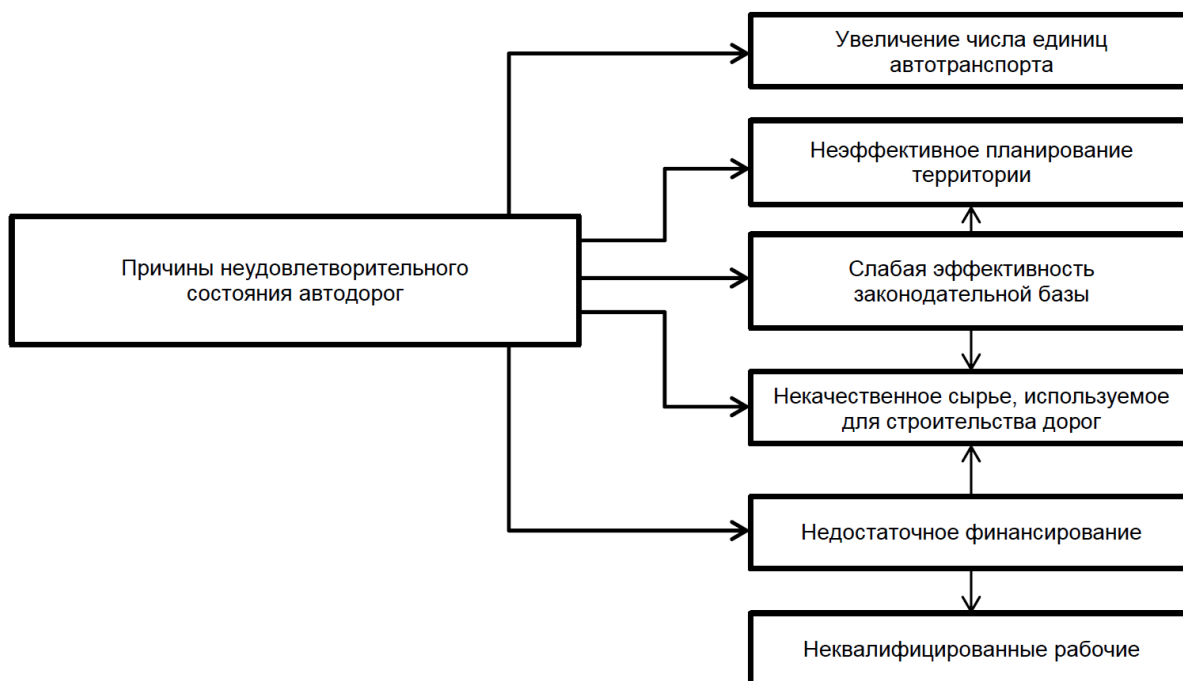 Увеличение числа единиц
автотранспорта
Неэффективное планирование
территории
Причины неудовлетворительного
состояния автодорог
Слабая эффективность
законодательной базы
Некачественное сырье, используемое
для строительства дорог
Недостаточное финансирование
Неквалифицированные рабочие